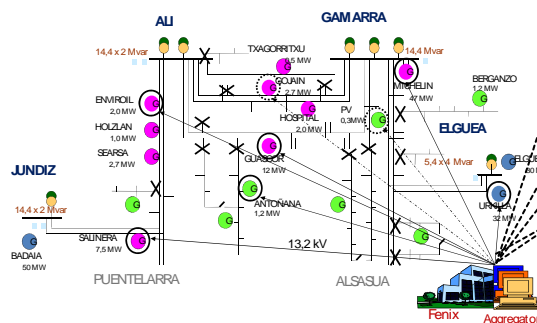 ALI
GAMARRA
TXAGORRITXU
9,5 MW
14,4 x 2 Mvar
14,4 Mvar
G
GOJAIN
2,7 MW
G
MICHELIN
47 MW
BERGANZO
1,2 MW
G
ENVIROIL
2,0 MW
G
HOSPITAL
2,0 MW
G
PV
0,3MW
G
ELGUEA
HOLZLAN
1,0 MW
G
SEARSA
2,7 MW
G
GUASCOR
12 MW
G
5,4 x 4 Mvar
G
JUNDIZ
14,4 x 2 Mvar
G
ANTOÑANA
1,2 MW
G
G
G
URKILLA
32 MW
G
BADAIA
50 MW
G
SALINERA
7,5 MW
G
G
13,2 kV
G
PUENTELARRA
ALSASUA
Fenix
Aggregator